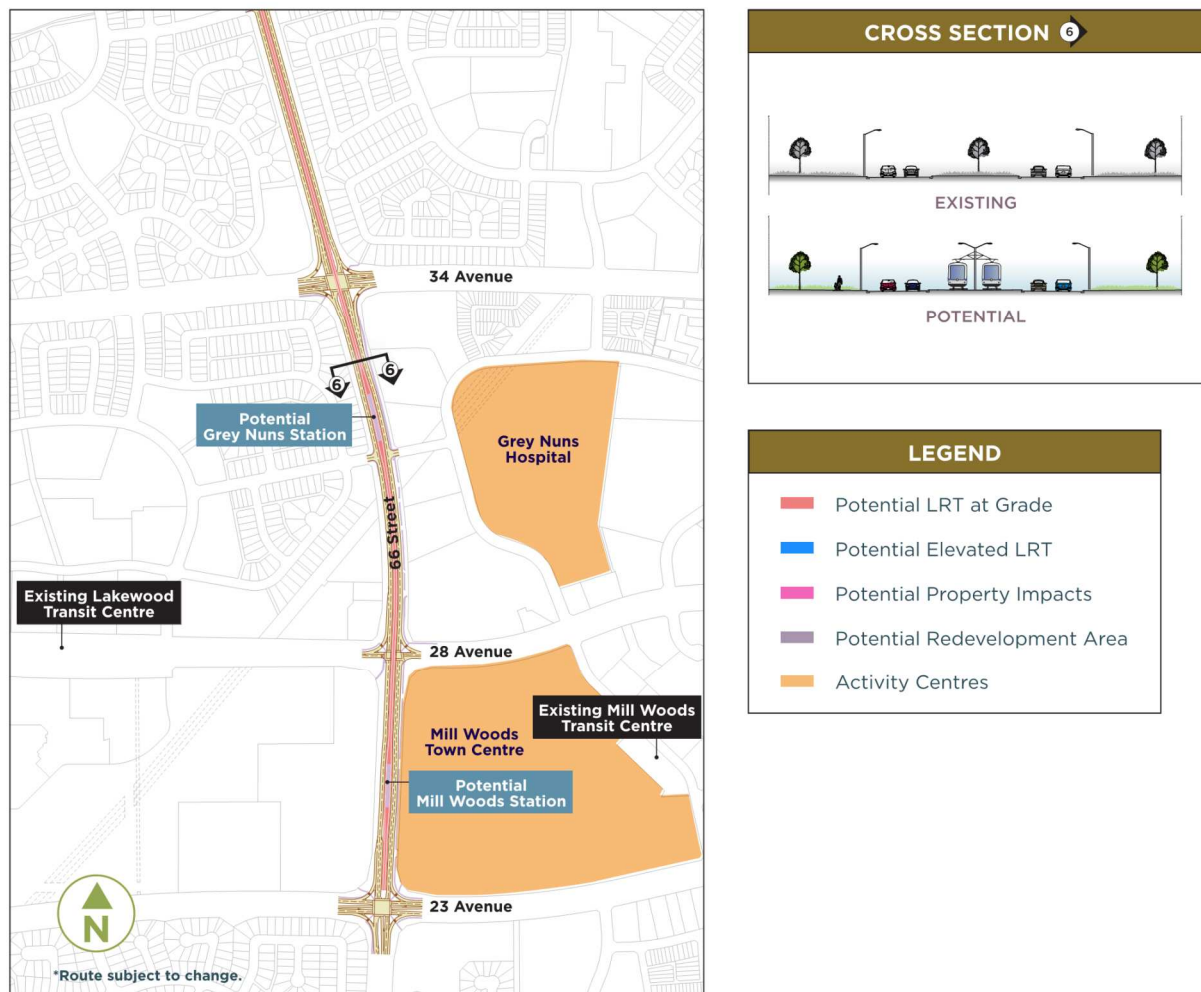 34 Avenue
6
6
Potential
Grey Nuns Station
Grey Nuns
Hospital
66 Street
Existing Lakewood
Transit Centre
28 Avenue
Existing Mill Woods
Transit Centre
Mill Woods
Town Centre
Potential
Mill Woods Station
N
23 Avenue
*Route subject to change.
CROSS SECTION 6
EXISTING
POTENTIAL
LEGEND
Potential LRT at Grade
Potential Elevated LRT
Potential Property Impacts
Potential Redevelopment Area
Activity Centres